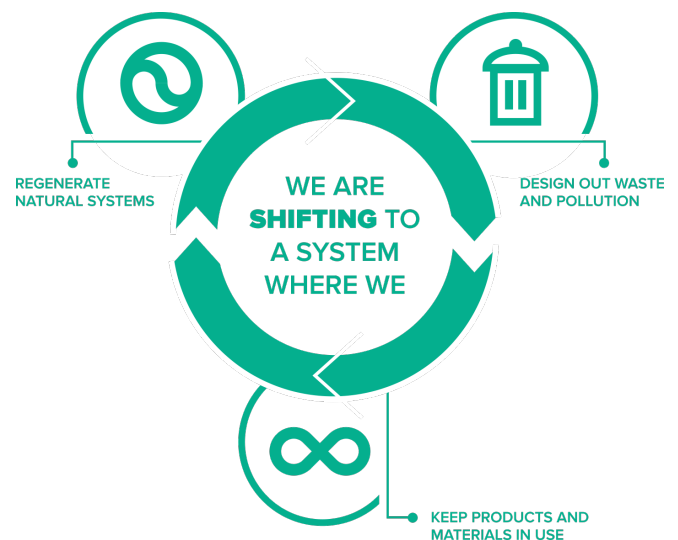 WE ARE
SHIFTING TO
A SYSTEM
WHERE WE
REGENERATE
NATURAL SYSTEMS
DESIGN OUT WASTE
AND POLLUTION
KEEP PRODUCTS AND
MATERIALS IN USE